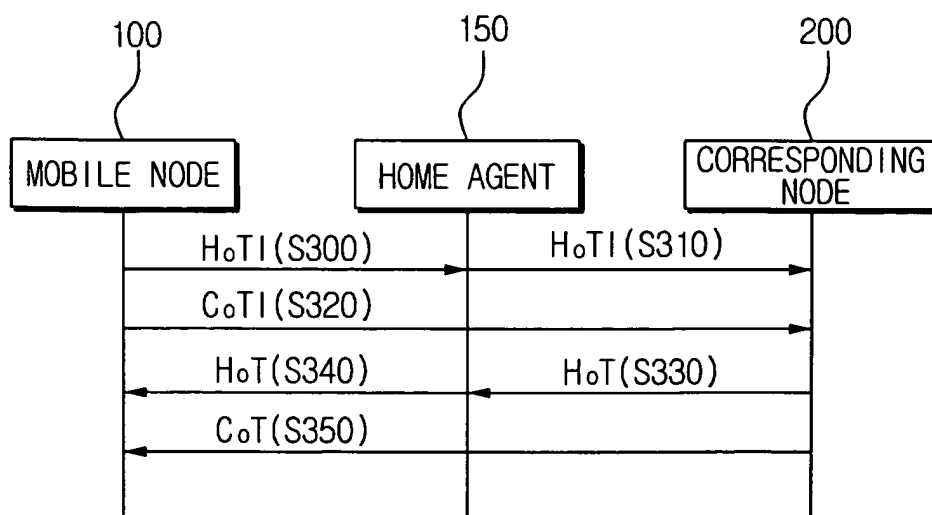 100
150
200
MOBILE NODE
HOME AGENT
CORRESPONDING
NODE
HoTI(S300)
HoTI(S310)
CoTI(S320)
HoT(S340)
HoT(S330)
CoT(S350)